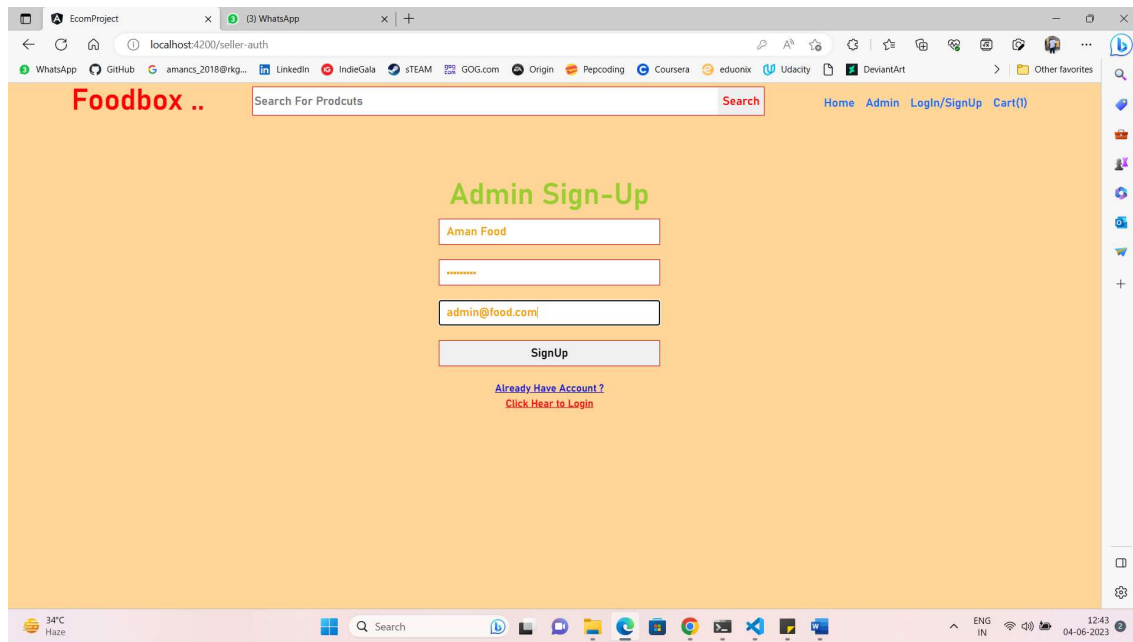 EcomProject
(3) WhatsApp
localhost:4200/seller-auth
WhatsApp GitHub amancs_2018@rkg... LinkedIn IndieGala sTEAM GOG.com Origin Pepcoding Coursera eduonix Udacity DeviantArt Other favorites
Foodbox ..
Search For Prodcuts
Search
Home Admin LogIn/SignUp Cart(1)
Admin Sign-Up
Aman Food
admin@food.com
SignUp
Already Have Account ?
Click Hear to Login
34°C
Haze
Search
ENG
IN
12:43
04-06-2023
2